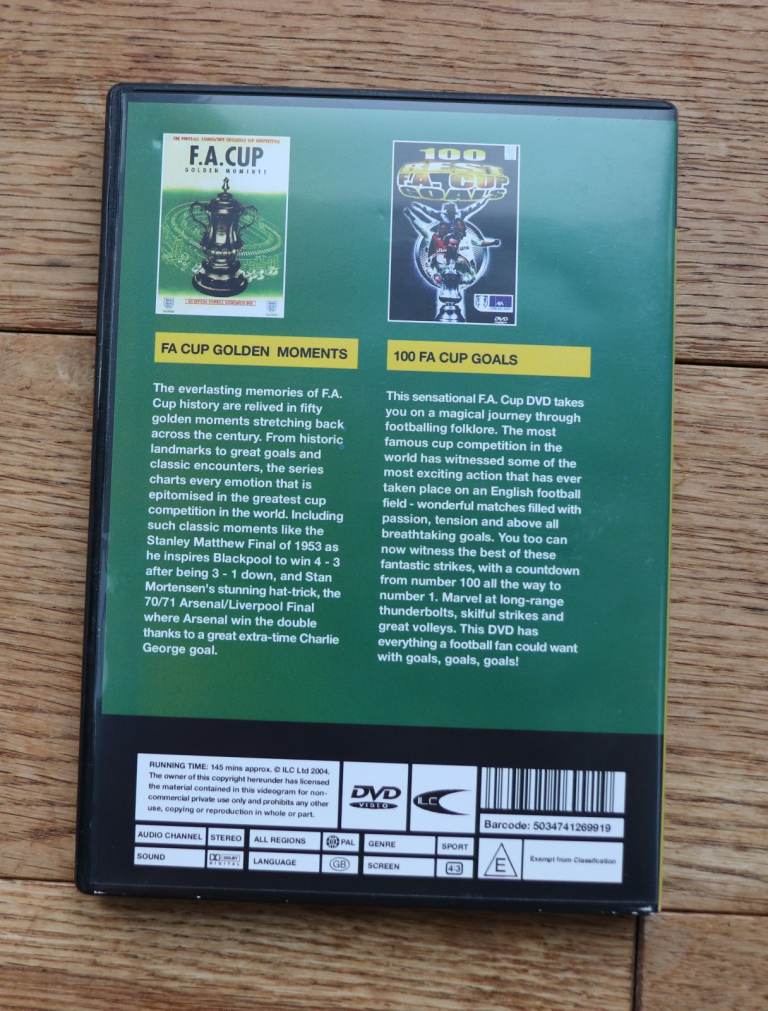 F.A. CUP
GOLDEN MOMENTS
100
BEST
F.A. CUP
GOALS
AXA
DVD
FA CUP GOLDEN MOMENTS
The everlasting memories of F.A.
Cup history are relived in fifty
golden moments stretching back
across the century. From historic
landmarks to great goals and
classic encounters, the series
charts every emotion that is
epitomised in the greatest cup
competition in the world. Including
such classic moments like the
Stanley Matthew Final of 1953 as
he inspires Blackpool to win 4 - 3
after being 3 - 1 down, and Stan
Mortensen's stunning hat-trick, the
70/71 Arsenal/Liverpool Final
where Arsenal win the double
thanks to a great extra-time Charlie
George goal.
100 FA CUP GOALS
This sensational F.A. Cup DVD takes
you on a magical journey through
footballing folklore. The most
famous cup competition in the
world has witnessed some of the
most exciting action that has ever
taken place on an English football
field - wonderful matches filled with
passion, tension and above all
breathtaking goals. You too can
now witness the best of these
fantastic strikes, with a countdown
from number 100 all the way to
number 1. Marvel at long-range
thunderbolts, skilful strikes and
great volleys. This DVD has
everything a football fan could want
with goals, goals, goals!
RUNNING TIME: 145 mins approx. © ILC Ltd 2004.
The owner of this copyright hereunder has licensed
the material contained in this videogram for non-
commercial private use only and prohibits any other
use, copying or reproduction in whole or part.
DVD
VIDEO
ILC
Barcode: 5034741269919
AUDIO CHANNEL STEREO ALL REGIONS PAL GENRE SPORT
SOUND DOLBY DIGITAL LANGUAGE GB SCREEN 4:3
E Exempt from Classification